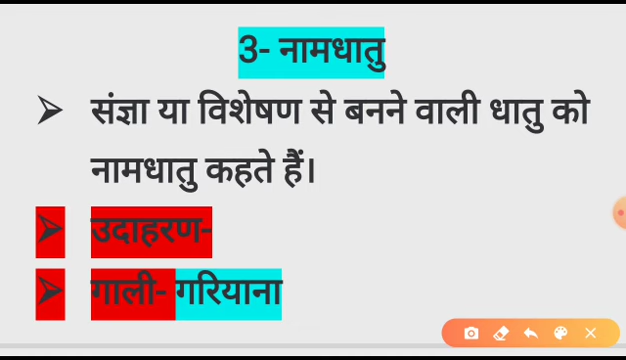 3- नामधातु
➢ संज्ञा या विशेषण से बनने वाली धातु को
नामधातु कहते हैं।
➢ उदाहरण-
➢ गाली- गरियाना